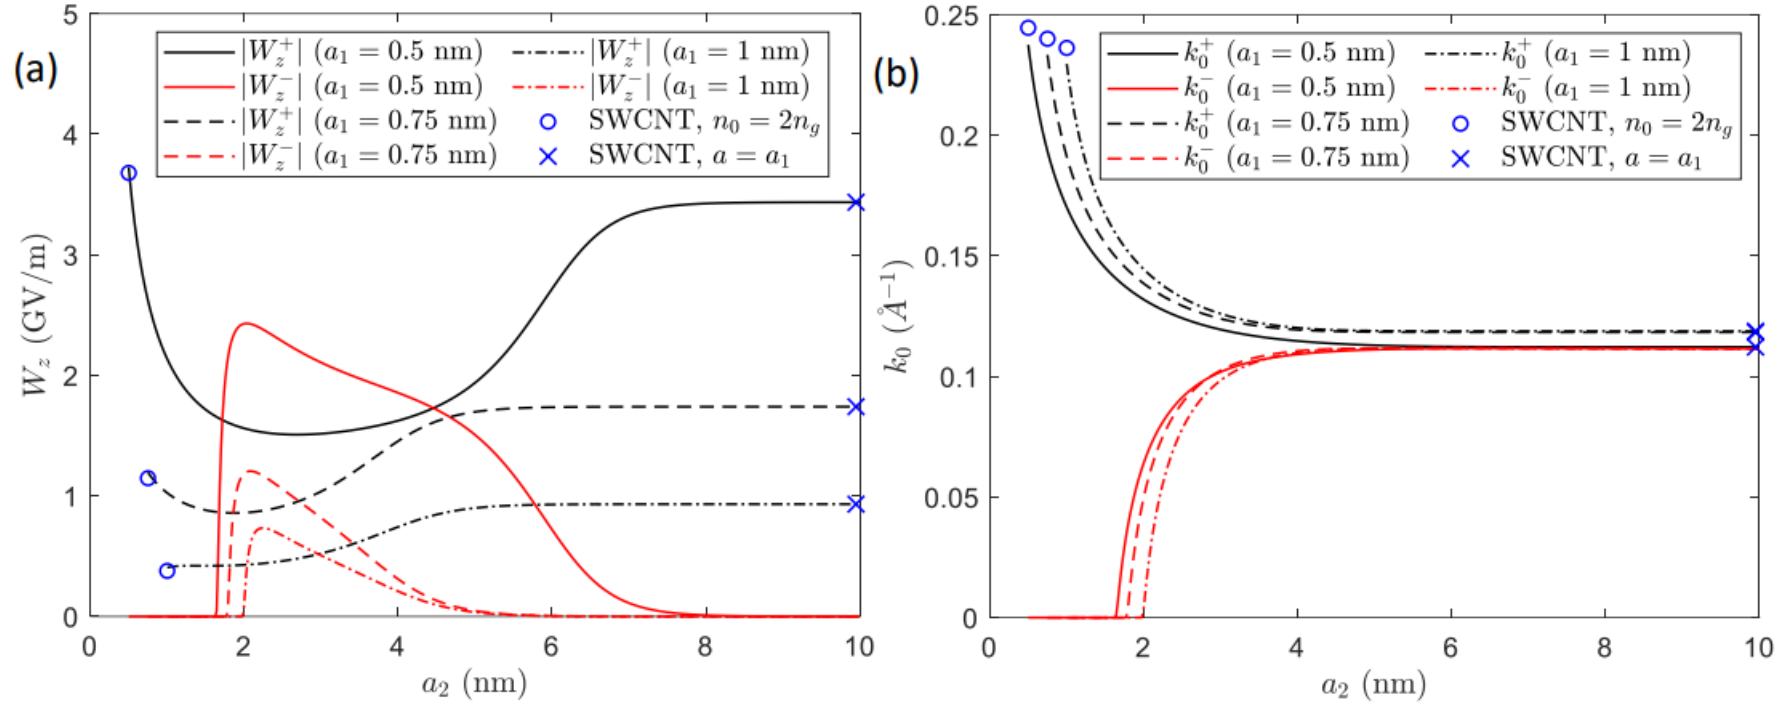 (a)
5
4
3
2
1
0
W_z (GV/m)
|W_z^+| (a_1 = 0.5 nm)
|W_z^-| (a_1 = 0.5 nm)
|W_z^+| (a_1 = 0.75 nm)
|W_z^-| (a_1 = 0.75 nm)
|W_z^+| (a_1 = 1 nm)
|W_z^-| (a_1 = 1 nm)
SWCNT, n_0 = 2n_g
SWCNT, a = a_1
0 2 4 6 8 10
a_2 (nm)
(b)
0.25
0.2
0.15
0.1
0.05
0
k_0 (Å^{-1})
k_0^+ (a_1 = 0.5 nm)
k_0^- (a_1 = 0.5 nm)
k_0^+ (a_1 = 0.75 nm)
k_0^- (a_1 = 0.75 nm)
k_0^+ (a_1 = 1 nm)
k_0^- (a_1 = 1 nm)
SWCNT, n_0 = 2n_g
SWCNT, a = a_1
0 2 4 6 8 10
a_2 (nm)